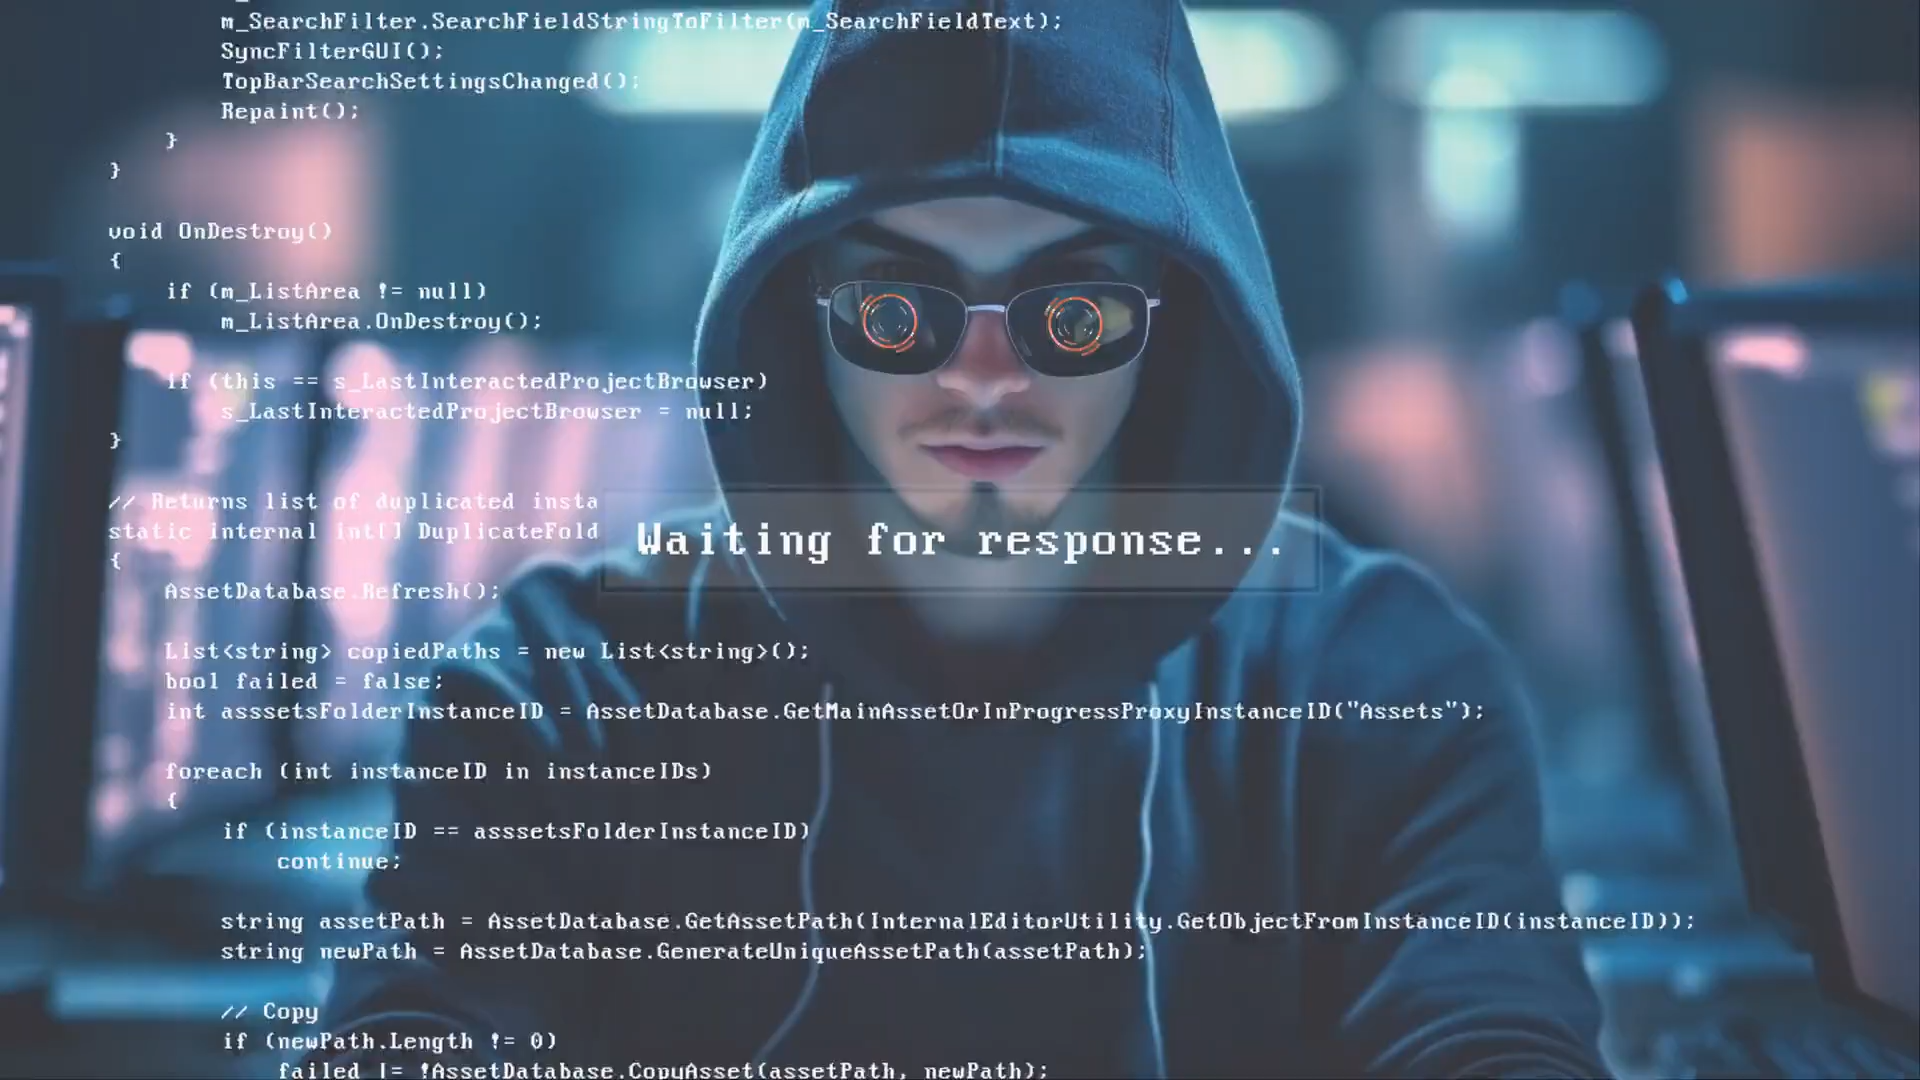 m_SearchFilter.SearchFieldStringToFilter(m_SearchFieldText);
SyncFilterGUI();
TopBarSearchSettingsChanged();
Repaint();
}
}
void OnDestroy()
{
if (m_ListArea != null)
m_ListArea.OnDestroy();
if (this == s_LastInteractedProjectBrowser)
s_LastInteractedProjectBrowser = null;
}
// Returns list of duplicated insta
static internal int[] DuplicateFold
Waiting for response...
{
AssetDatabase.Refresh();
List<string> copiedPaths = new List<string>();
bool failed = false;
int asssetsFolderInstanceID = AssetDatabase.GetMainAssetOrInProgressProxyInstanceID("Assets");
foreach (int instanceID in instanceIDs)
{
if (instanceID == asssetsFolderInstanceID)
continue;
string assetPath = AssetDatabase.GetAssetPath(InternalEditorUtility.GetObjectFromInstanceID(instanceID));
string newPath = AssetDatabase.GenerateUniqueAssetPath(assetPath);
// Copy
if (newPath.Length != 0)
failed |= !AssetDatabase.CopyAsset(assetPath, newPath);